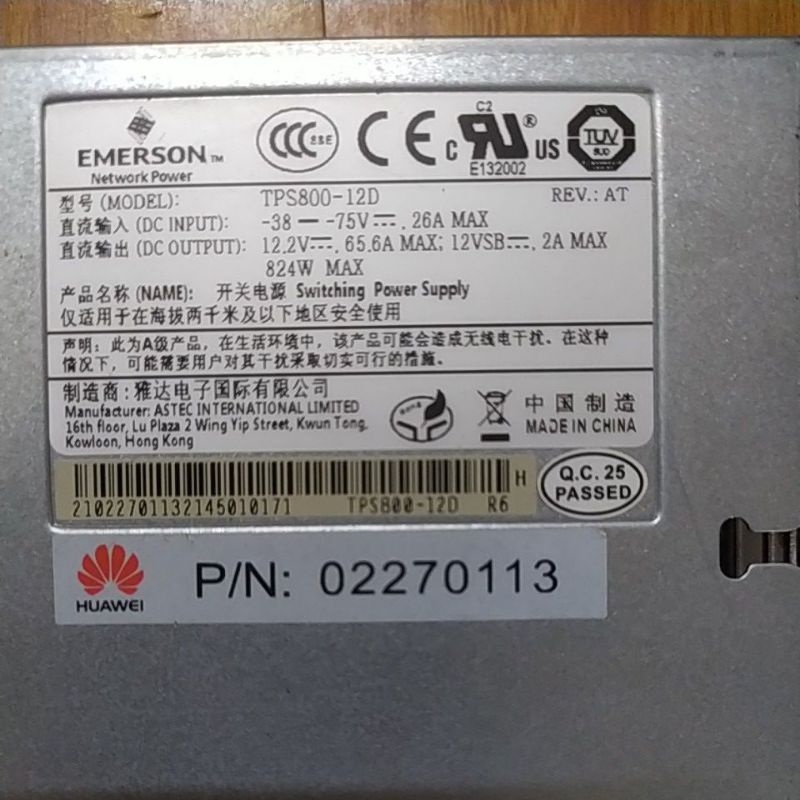 EMERSON™
Network Power
CCC S&E
CE
C2
c RU® US
E132002
TÜV
SÜD
型号 (MODEL): TPS800-12D REV.: AT
直流输入 (DC INPUT): -38 — -75V⎓, 26A MAX
直流输出 (DC OUTPUT): 12.2V⎓, 65.6A MAX; 12VSB⎓, 2A MAX
824W MAX
产品名称 (NAME): 开关电源 Switching Power Supply
仅适用于在海拔两千米及以下地区安全使用
声明: 此为A级产品, 在生活环境中, 该产品可能会造成无线电干扰。在这种
情况下, 可能需要用户对其干扰采取切实可行的措施。
制造商: 雅达电子国际有限公司
Manufacturer: ASTEC INTERNATIONAL LIMITED
16th floor, Lu Plaza 2 Wing Yip Street, Kwun Tong,
Kowloon, Hong Kong
中国制造
MADE IN CHINA
H
21022701132145010171 TPS800-12D R6
Q.C. 25
PASSED
HUAWEI
P/N: 02270113